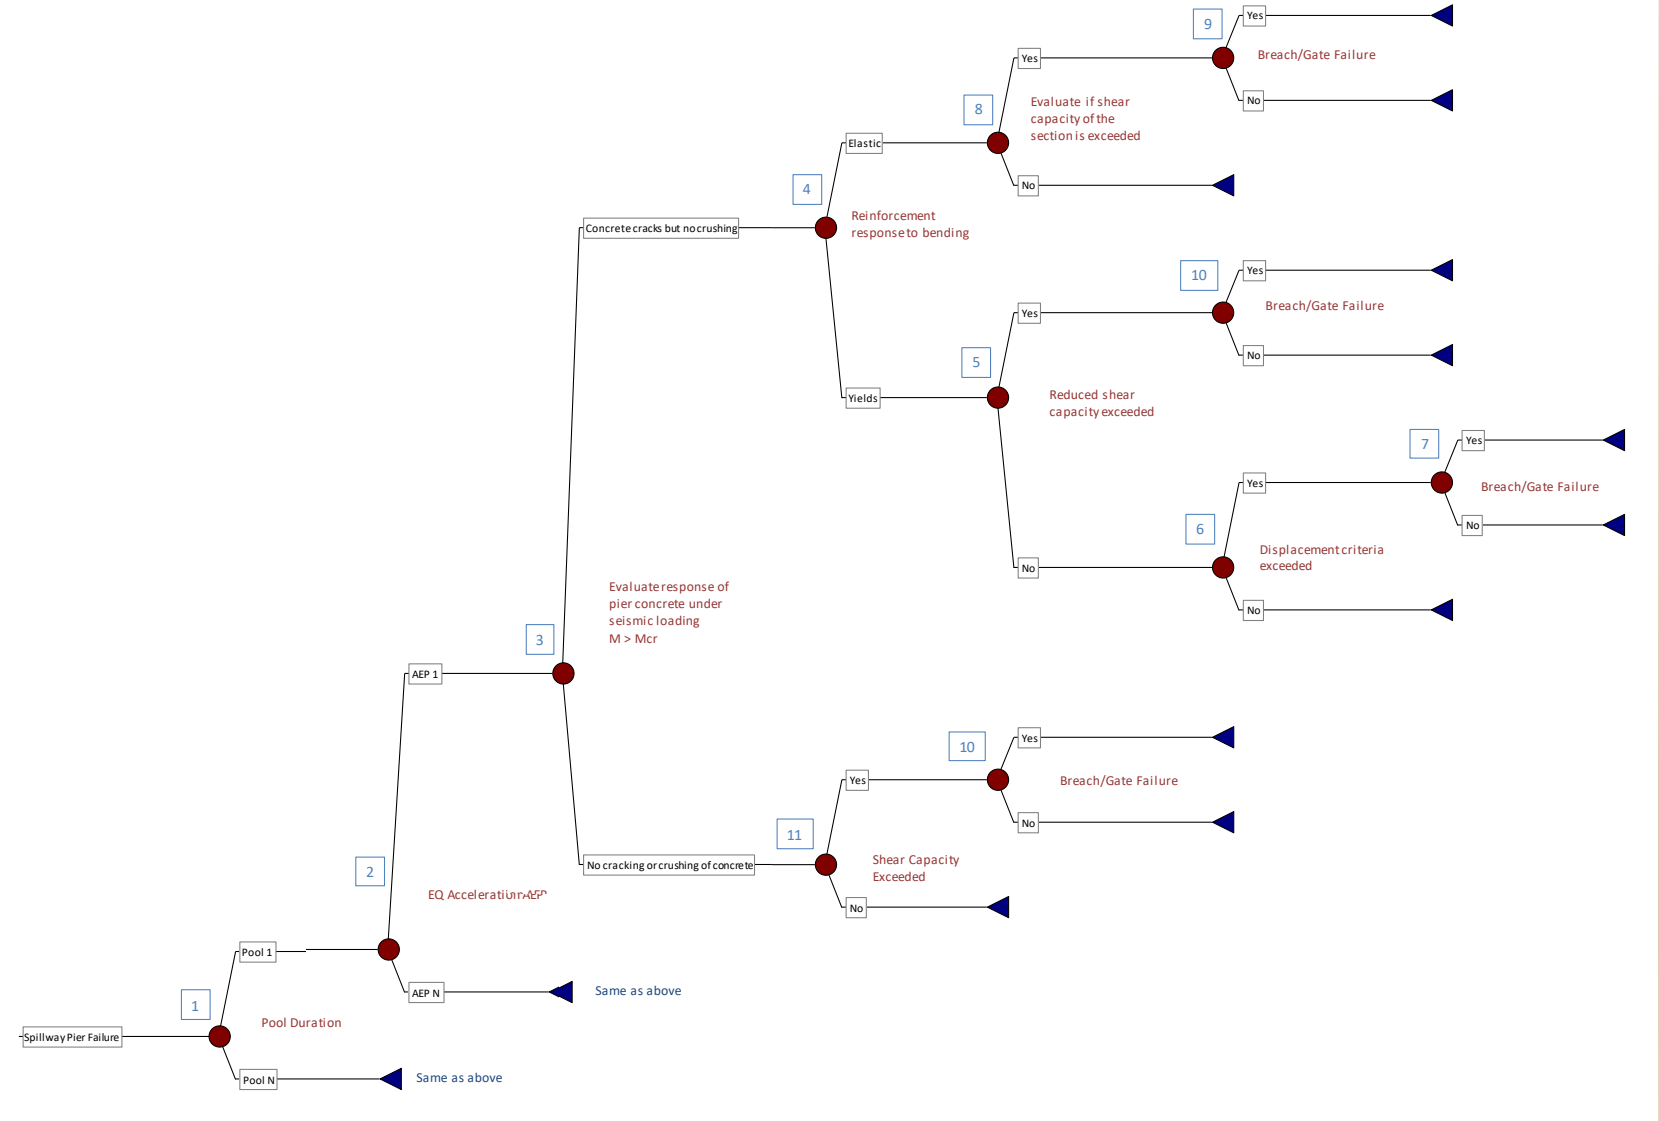 9
Yes
Breach/Gate Failure
No
8
Yes
Evaluate if shear
capacity of the
section is exceeded
No
4
Elastic
Reinforcement
response to bending
Concrete cracks but no crushing
10
Yes
Breach/Gate Failure
No
5
Yes
Reduced shear
capacity exceeded
Yields
7
Yes
Breach/Gate Failure
No
6
Yes
Displacement criteria
exceeded
No
No
3
Evaluate response of
pier concrete under
seismic loading
M > Mcr
AEP 1
10
Yes
Breach/Gate Failure
No
11
Yes
Shear Capacity
Exceeded
No
No cracking or crushing of concrete
2
EQ Acceleration AEP
Pool 1
AEP N
Same as above
1
Pool Duration
Spillway Pier Failure
Pool N
Same as above